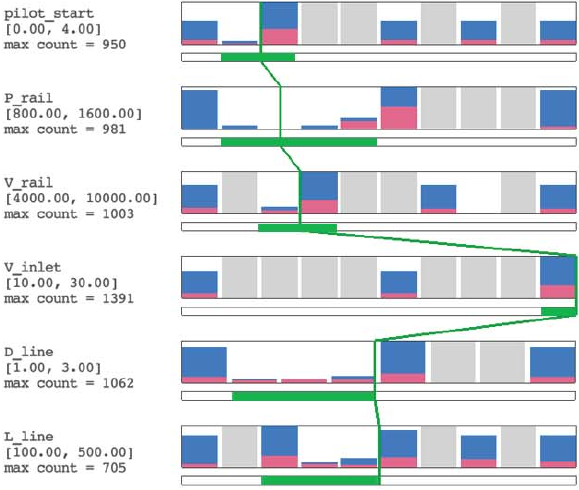 pilot_start
[0.00, 4.00]
max count = 950
P_rail
[800.00, 1600.00]
max count = 981
V_rail
[4000.00, 10000.00]
max count = 1003
V_inlet
[10.00, 30.00]
max count = 1391
D_line
[1.00, 3.00]
max count = 1062
L_line
[100.00, 500.00]
max count = 705